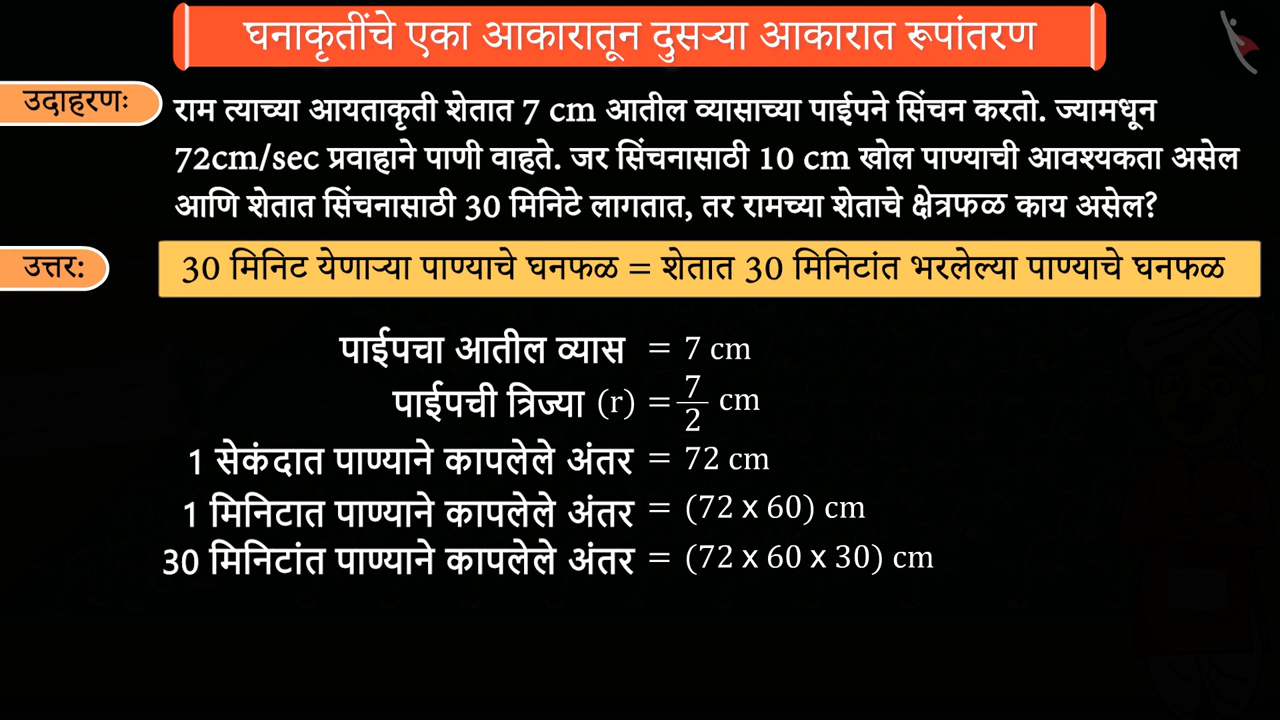 घनाकृतींचे एका आकारातून दुसऱ्या आकारात रूपांतरण
उदाहरणः
राम त्याच्या आयताकृती शेतात 7 cm आतील व्यासाच्या पाईपने सिंचन करतो. ज्यामधून
72cm/sec प्रवाहाने पाणी वाहते. जर सिंचनासाठी 10 cm खोल पाण्याची आवश्यकता असेल
आणि शेतात सिंचनासाठी 30 मिनिटे लागतात, तर रामच्या शेताचे क्षेत्रफळ काय असेल?
उत्तर:
30 मिनिट येणाऱ्या पाण्याचे घनफळ = शेतात 30 मिनिटांत भरलेल्या पाण्याचे घनफळ
पाईपचा आतील व्यास = 7 cm
पाईपची त्रिज्या (r) = 7/2 cm
1 सेकंदात पाण्याने कापलेले अंतर = 72 cm
1 मिनिटात पाण्याने कापलेले अंतर = (72 x 60) cm
30 मिनिटांत पाण्याने कापलेले अंतर = (72 x 60 x 30) cm